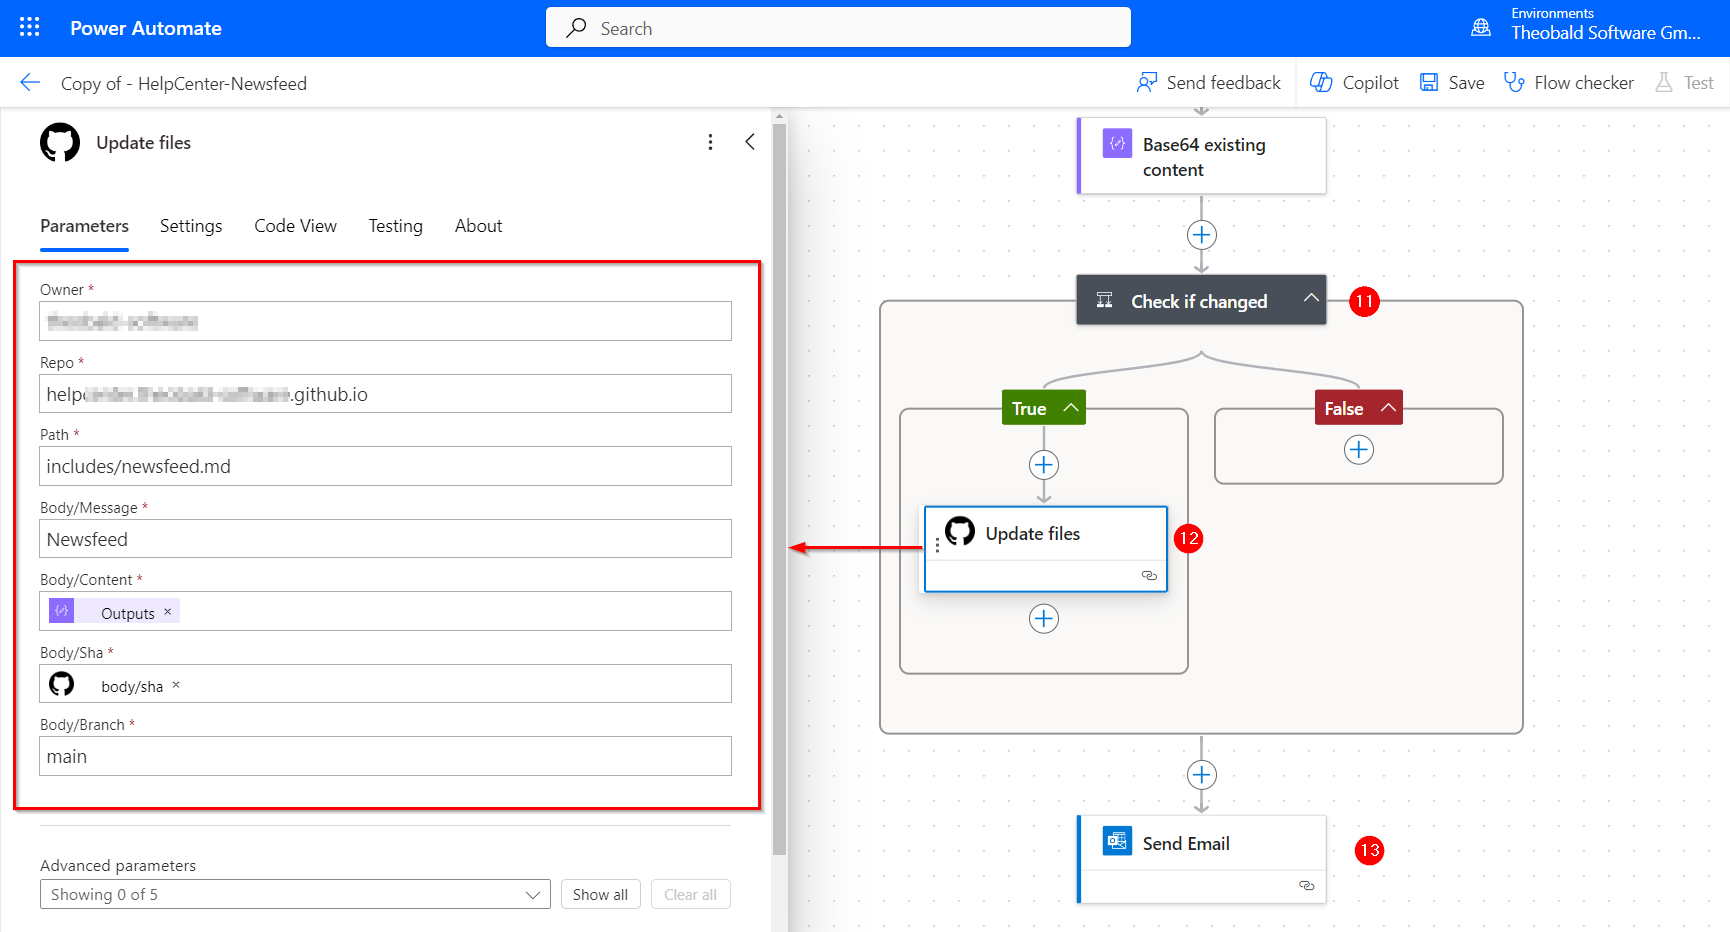 Power Automate
Search
Environments
Theobald Software Gm...
Copy of - HelpCenter-Newsfeed
Send feedback
Copilot
Save
Flow checker
Test
Update files
Parameters
Settings
Code View
Testing
About
Owner *
Repo *
help .github.io
Path *
includes/newsfeed.md
Body/Message *
Newsfeed
Body/Content *
Outputs ×
Body/Sha *
body/sha ×
Body/Branch *
main
Advanced parameters
Showing 0 of 5
Show all
Clear all
Base64 existing
content
Check if changed
11
True
False
Update files
12
Send Email
13